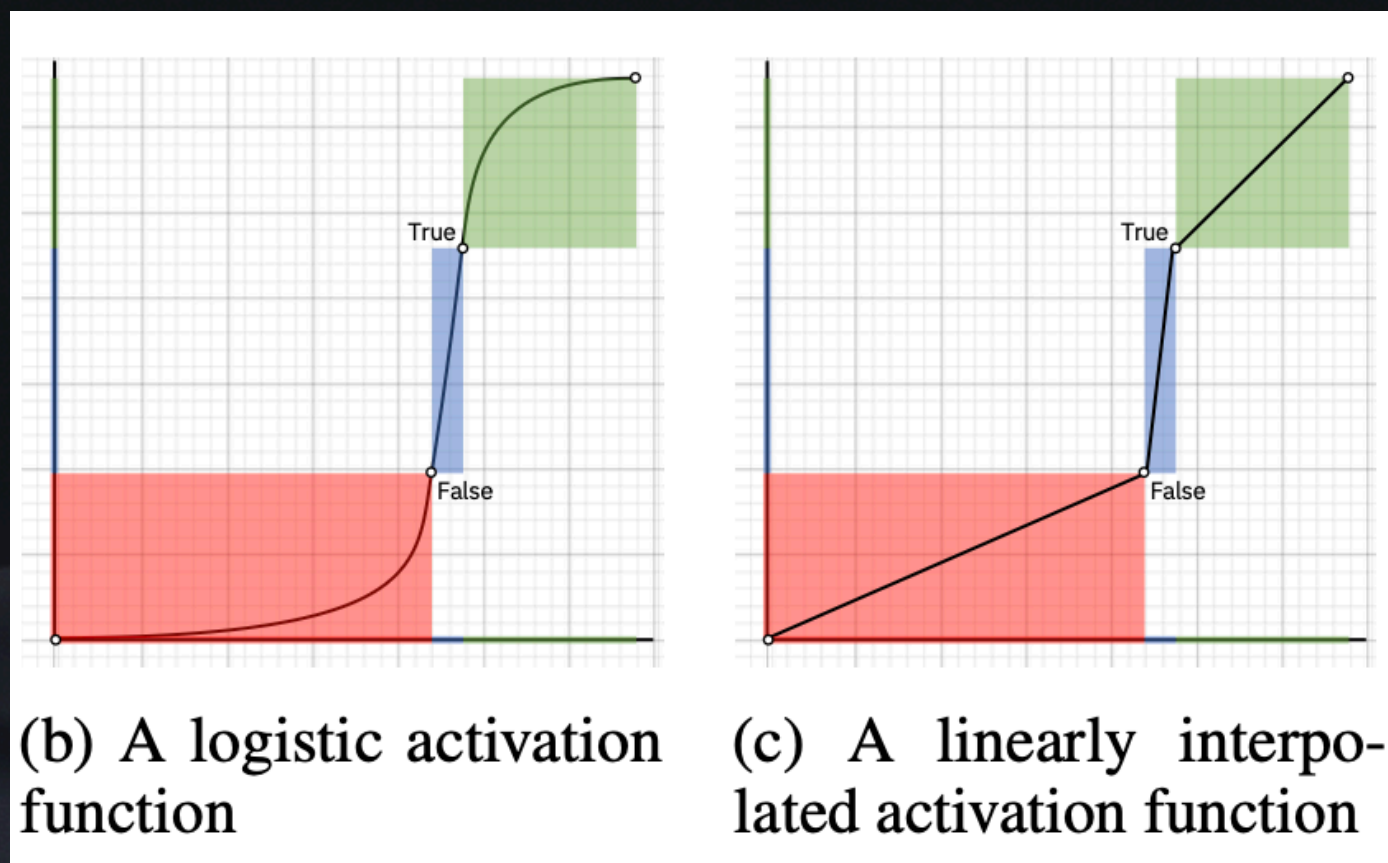 True
False
True
False
(b) A logistic activation
function
(c) A linearly interpo-
lated activation function